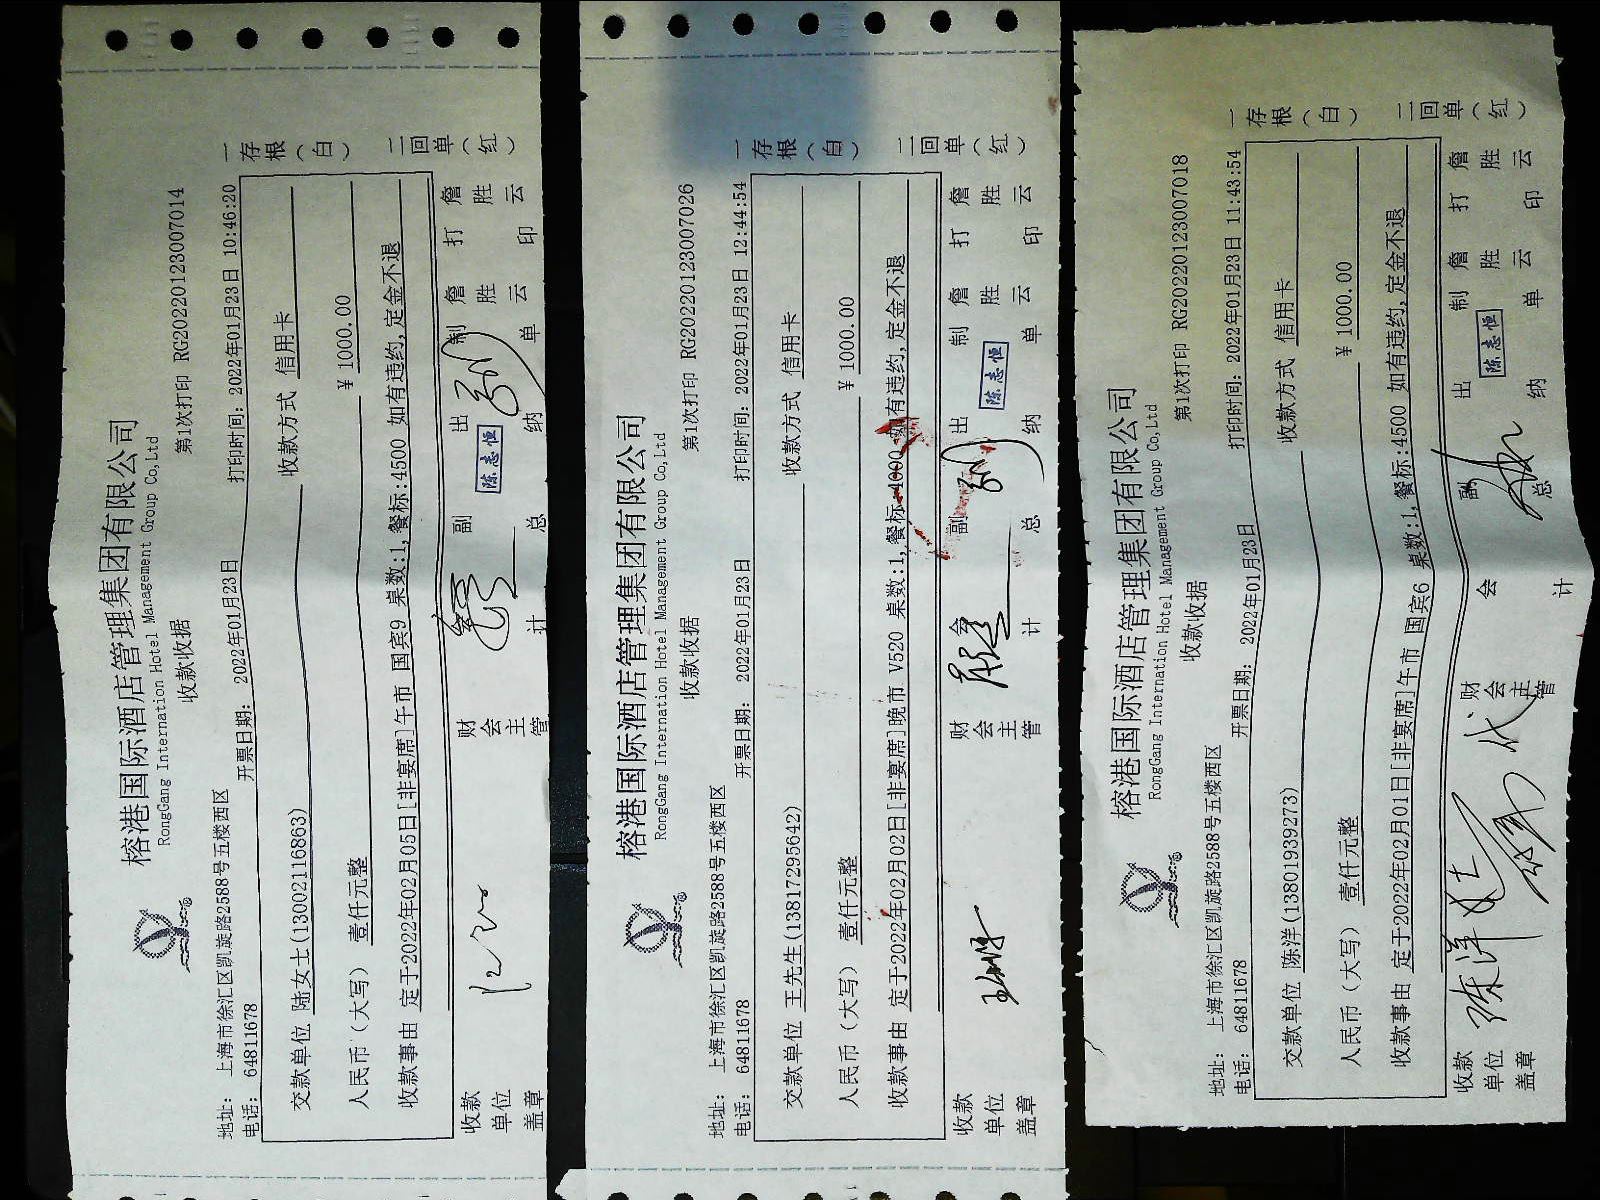 榕港国际酒店管理集团有限公司
RongGang International Hotel Management Group Co,Ltd
收款收据
第1次打印 RG20220123007014
地址: 上海市徐汇区凯旋路2588号五楼西区
电话: 64811678
开票日期: 2022年01月23日
打印时间: 2022年01月23日 10:46:20
交款单位 陆女士(13002116863)
收款方式 信用卡
人民币(大写) 壹仟元整
¥ 1000.00
收款事由 定于2022年02月05日[非宴席]午市 国宾9 桌数:1,餐标:4500 如有违约,定金不退
收款单位盖章
财会主管
会计
副总
出纳
陈志恒
制单
詹胜云
打印
詹胜云
一存根(白)
二回单(红)
榕港国际酒店管理集团有限公司
RongGang International Hotel Management Group Co,Ltd
收款收据
第1次打印 RG20220123007026
地址: 上海市徐汇区凯旋路2588号五楼西区
电话: 64811678
开票日期: 2022年01月23日
打印时间: 2022年01月23日 12:44:54
交款单位 王先生(13817295642)
收款方式 信用卡
人民币(大写) 壹仟元整
¥ 1000.00
收款事由 定于2022年02月02日[非宴席]晚市 V520 桌数:1,餐标:4000 如有违约,定金不退
收款单位盖章
财会主管
会计
副总
出纳
陈志恒
制单
詹胜云
打印
詹胜云
一存根(白)
二回单(红)
榕港国际酒店管理集团有限公司
RongGang International Hotel Management Group Co,Ltd
收款收据
第1次打印 RG20220123007018
地址: 上海市徐汇区凯旋路2588号五楼西区
电话: 64811678
开票日期: 2022年01月23日
打印时间: 2022年01月23日 11:43:54
交款单位 陈洋(13801939273)
收款方式 信用卡
人民币(大写) 壹仟元整
¥ 1000.00
收款事由 定于2022年02月01日[非宴席]午市 国宾6 桌数:1,餐标:4500 如有违约,定金不退
收款单位盖章
陈洋
代
财会主管
会计
副总
出纳
陈志恒
制单
詹胜云
打印
詹胜云
一存根(白)
二回单(红)